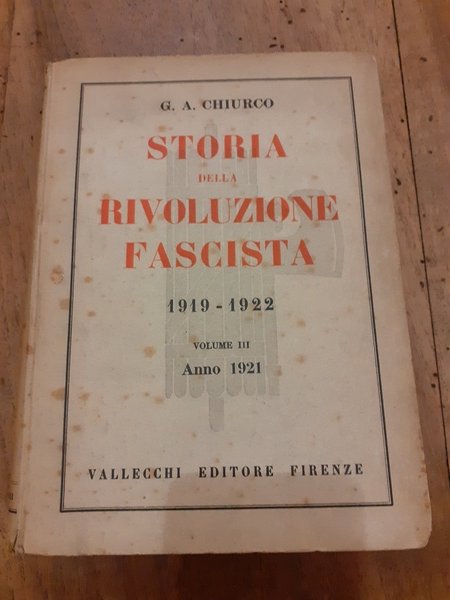 G. A. CHIURCO
STORIA
DELLA
RIVOLUZIONE
FASCISTA
1919 - 1922
VOLUME III
Anno 1921
VALLECCHI EDITORE FIRENZE